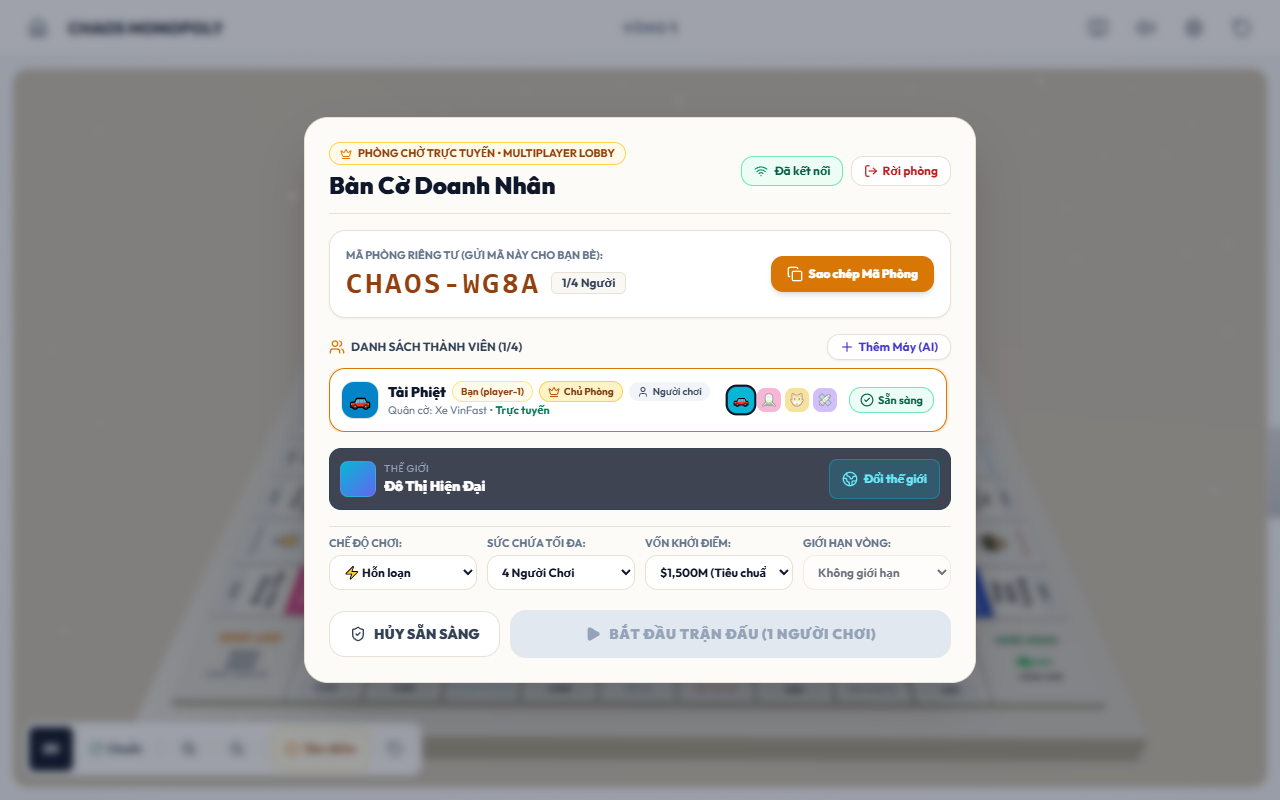 CHAOS MONOPOLY
PHÒNG CHỜ TRỰC TUYẾN • MULTIPLAYER LOBBY
Bàn Cờ Doanh Nhân
Đã kết nối
Rời phòng
MÃ PHÒNG RIÊNG TƯ (GỬI MÃ NÀY CHO BẠN BÈ):
CHAOS-WG8A
1/4 Người
Sao chép Mã Phòng
DANH SÁCH THÀNH VIÊN (1/4)
Thêm Máy (AI)
Tài Phiệt
Bạn (player-1)
Chủ Phòng
Người chơi
Quân cờ: Xe VinFast • Trực tuyến
Sẵn sàng
THẾ GIỚI
Đô Thị Hiện Đại
Đổi thế giới
CHẾ ĐỘ CHƠI:
SỨC CHỨA TỐI ĐA:
VỐN KHỞI ĐIỂM:
GIỚI HẠN VÒNG:
⚡ Hỗn loạn
4 Người Chơi
$1,500M (Tiêu chuẩ
Không giới hạn
HỦY SẴN SÀNG
BẮT ĐẦU TRẬN ĐẤU (1 NGƯỜI CHƠI)